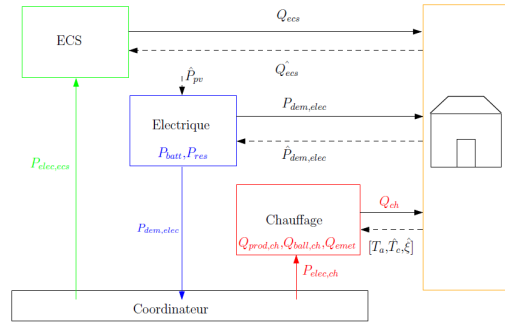 Q_ecs
ECS
Q̂_ecs
P̂_pv
P_dem,elec
Electrique
P_batt,P_res
P̂_dem,elec
P_elec,ecs
Q_ch
P_dem,elec
Chauffage
Q_prod,ch,Q_ball,ch,Q_emet
[T_a,T̂_c,ξ̂]
P_elec,ch
Coordinateur